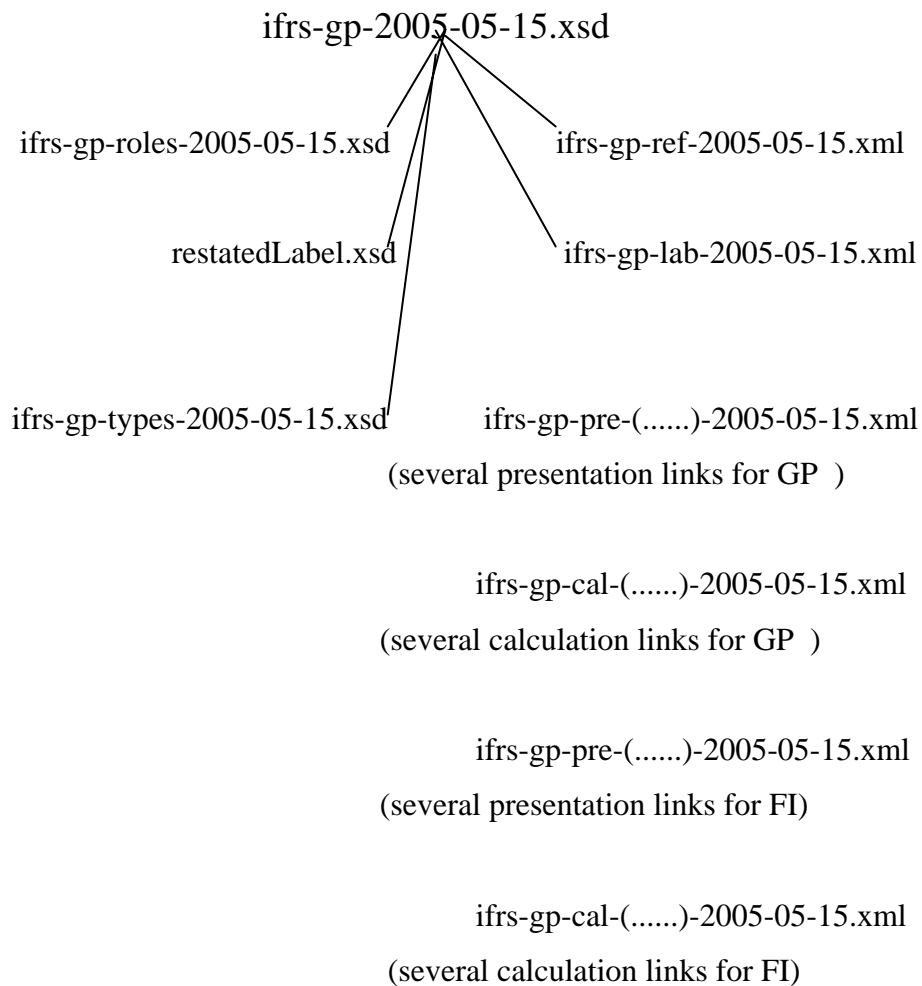 ifrs-gp-2005-05-15.xsd
ifrs-gp-roles-2005-05-15.xsd
ifrs-gp-ref-2005-05-15.xml
restatedLabel.xsd
ifrs-gp-lab-2005-05-15.xml
ifrs-gp-types-2005-05-15.xsd
ifrs-gp-pre-(......)-2005-05-15.xml
(several presentation links for GP )
ifrs-gp-cal-(......)-2005-05-15.xml
(several calculation links for GP )
ifrs-gp-pre-(......)-2005-05-15.xml
(several presentation links for FI)
ifrs-gp-cal-(......)-2005-05-15.xml
(several calculation links for FI)